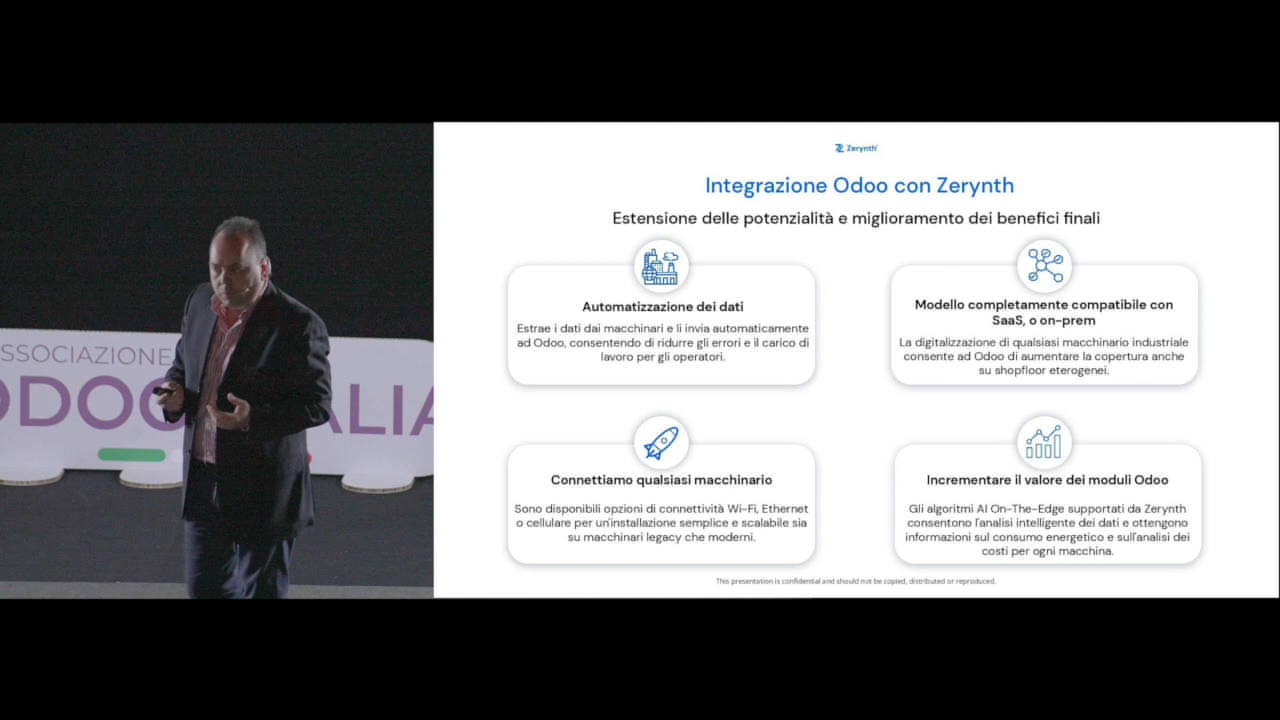 SSOCIAZIONE
ODOO ALIA
Zerynth
Integrazione Odoo con Zerynth
Estensione delle potenzialità e miglioramento dei benefici finali
Automatizzazione dei dati
Estrae i dati dai macchinari e li invia automaticamente
ad Odoo, consentendo di ridurre gli errori e il carico di
lavoro per gli operatori.
Modello completamente compatibile con
SaaS, o on-prem
La digitalizzazione di qualsiasi macchinario industriale
consente ad Odoo di aumentare la copertura anche
su shopfloor eterogenei.
Connettiamo qualsiasi macchinario
Sono disponibili opzioni di connettività Wi-Fi, Ethernet
o cellulare per un'installazione semplice e scalabile sia
su macchinari legacy che moderni.
Incrementare il valore dei moduli Odoo
Gli algoritmi AI On-The-Edge supportati da Zerynth
consentono l'analisi intelligente dei dati e ottengono
informazioni sul consumo energetico e sull'analisi dei
costi per ogni macchina.
This presentation is confidential and should not be copied, distributed or reproduced.